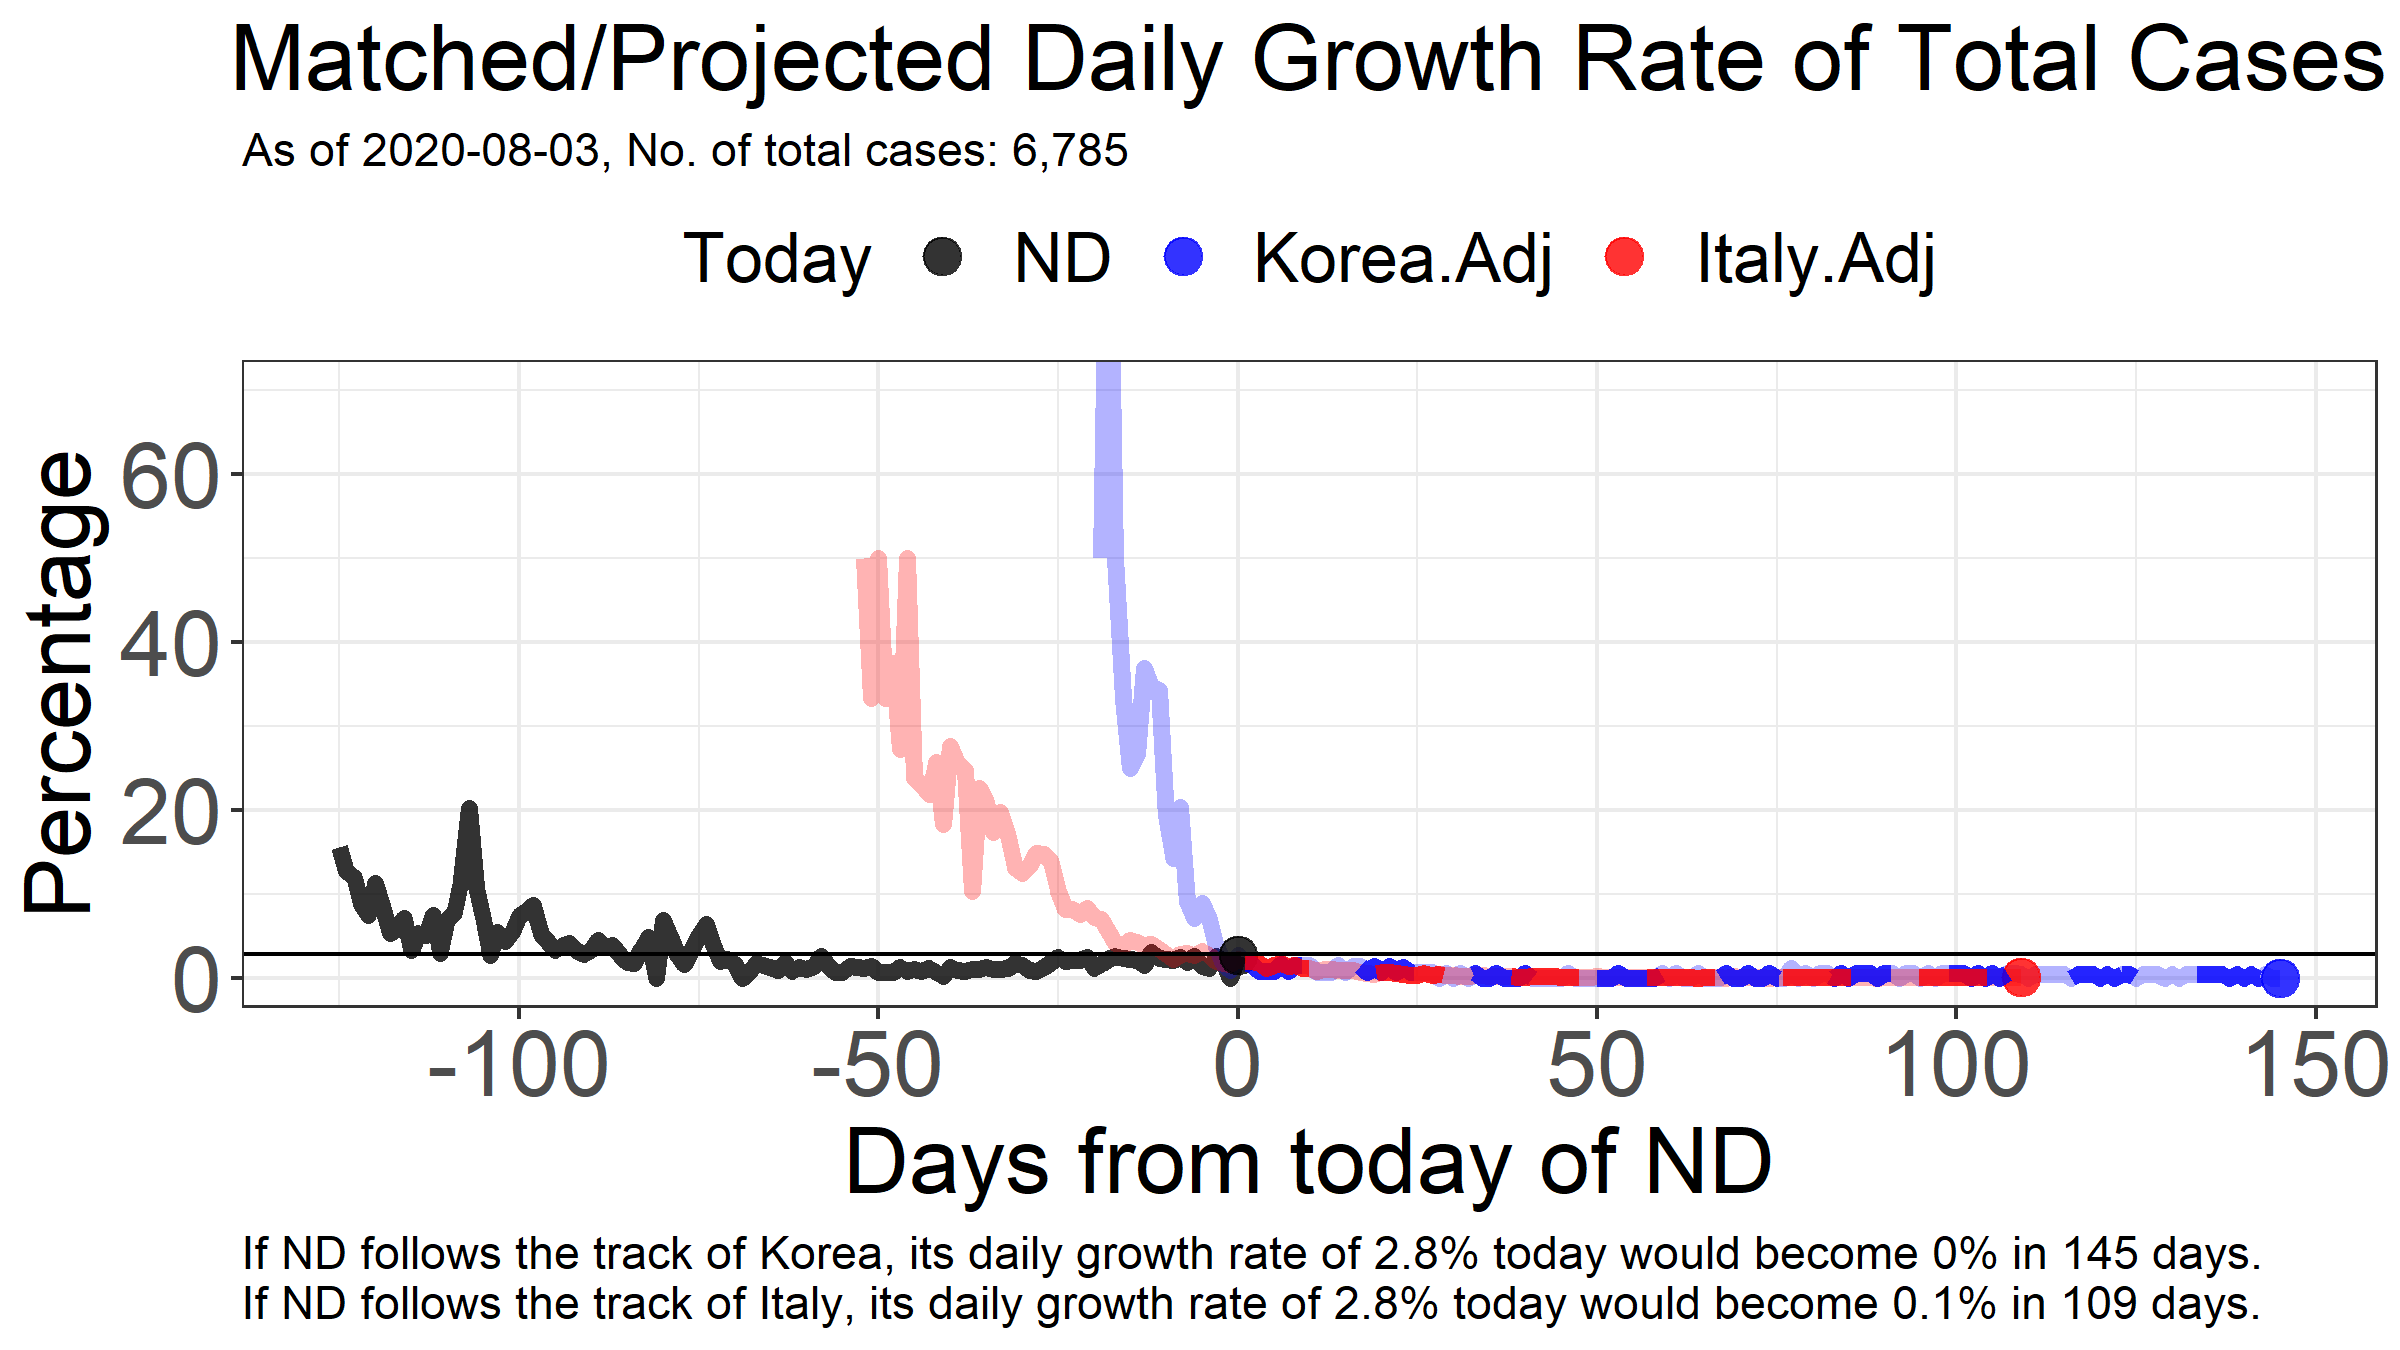 Matched/Projected Daily Growth Rate of Total Cases
As of 2020-08-03, No. of total cases: 6,785
Today ND Korea.Adj Italy.Adj
Percentage
60
40
20
0
-100 -50 0 50 100 150
Days from today of ND
If ND follows the track of Korea, its daily growth rate of 2.8% today would become 0% in 145 days.
If ND follows the track of Italy, its daily growth rate of 2.8% today would become 0.1% in 109 days.